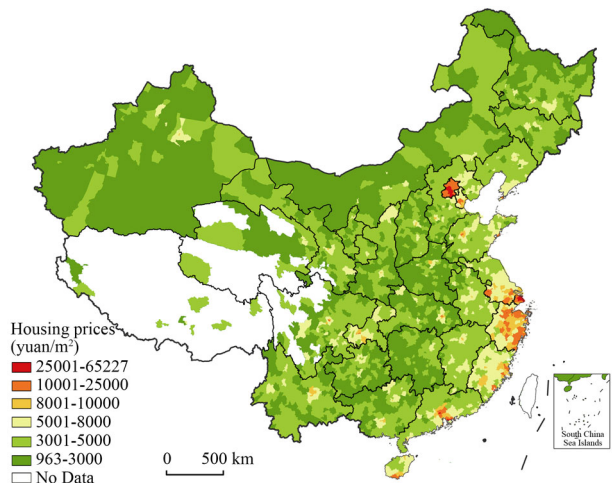 Housing prices
(yuan/m²)
25001-65227
10001-25000
8001-10000
5001-8000
3001-5000
963-3000
No Data
0 500 km
South China
Sea Islands